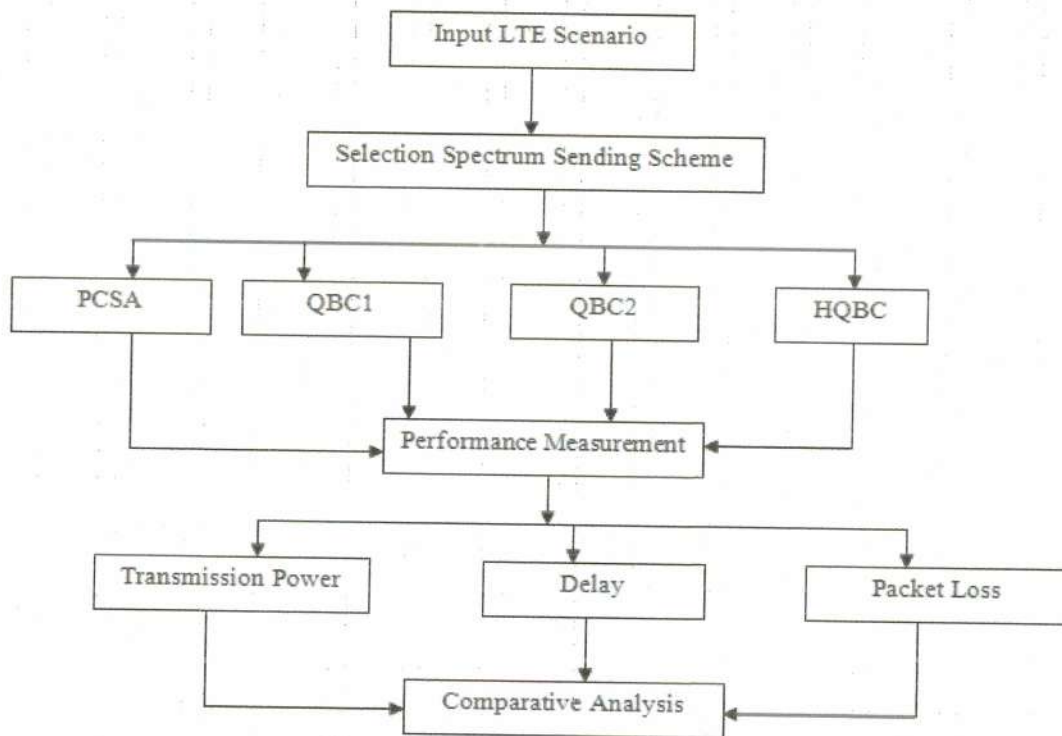 Input LTE Scenario
Selection Spectrum Sending Scheme
PCSA
QBC1
QBC2
HQBC
Performance Measurement
Transmission Power
Delay
Packet Loss
Comparative Analysis